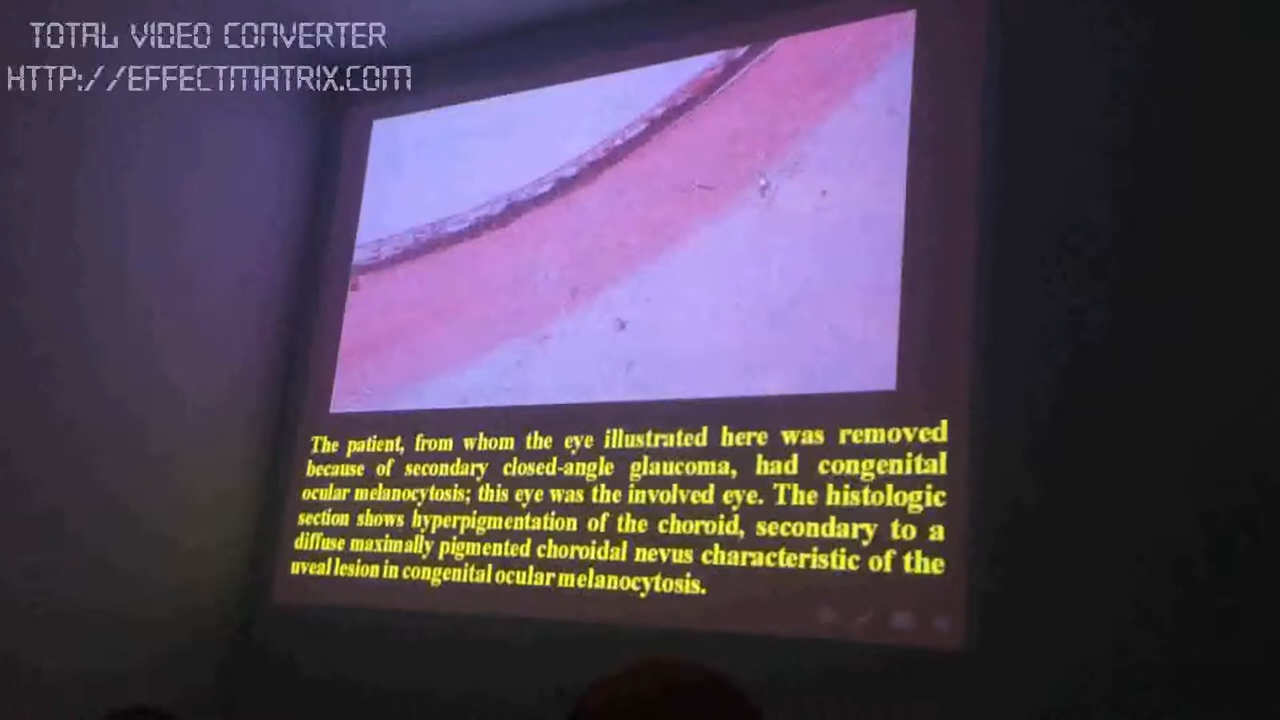 TOTAL VIDEO CONVERTER
HTTP://EFFECTMATRIX.COM
The patient, from whom the eye illustrated here was removed
because of secondary closed-angle glaucoma, had congenital
ocular melanocytosis; this eye was the involved eye. The histologic
section shows hyperpigmentation of the choroid, secondary to a
diffuse maximally pigmented choroidal nevus characteristic of the
uveal lesion in congenital ocular melanocytosis.